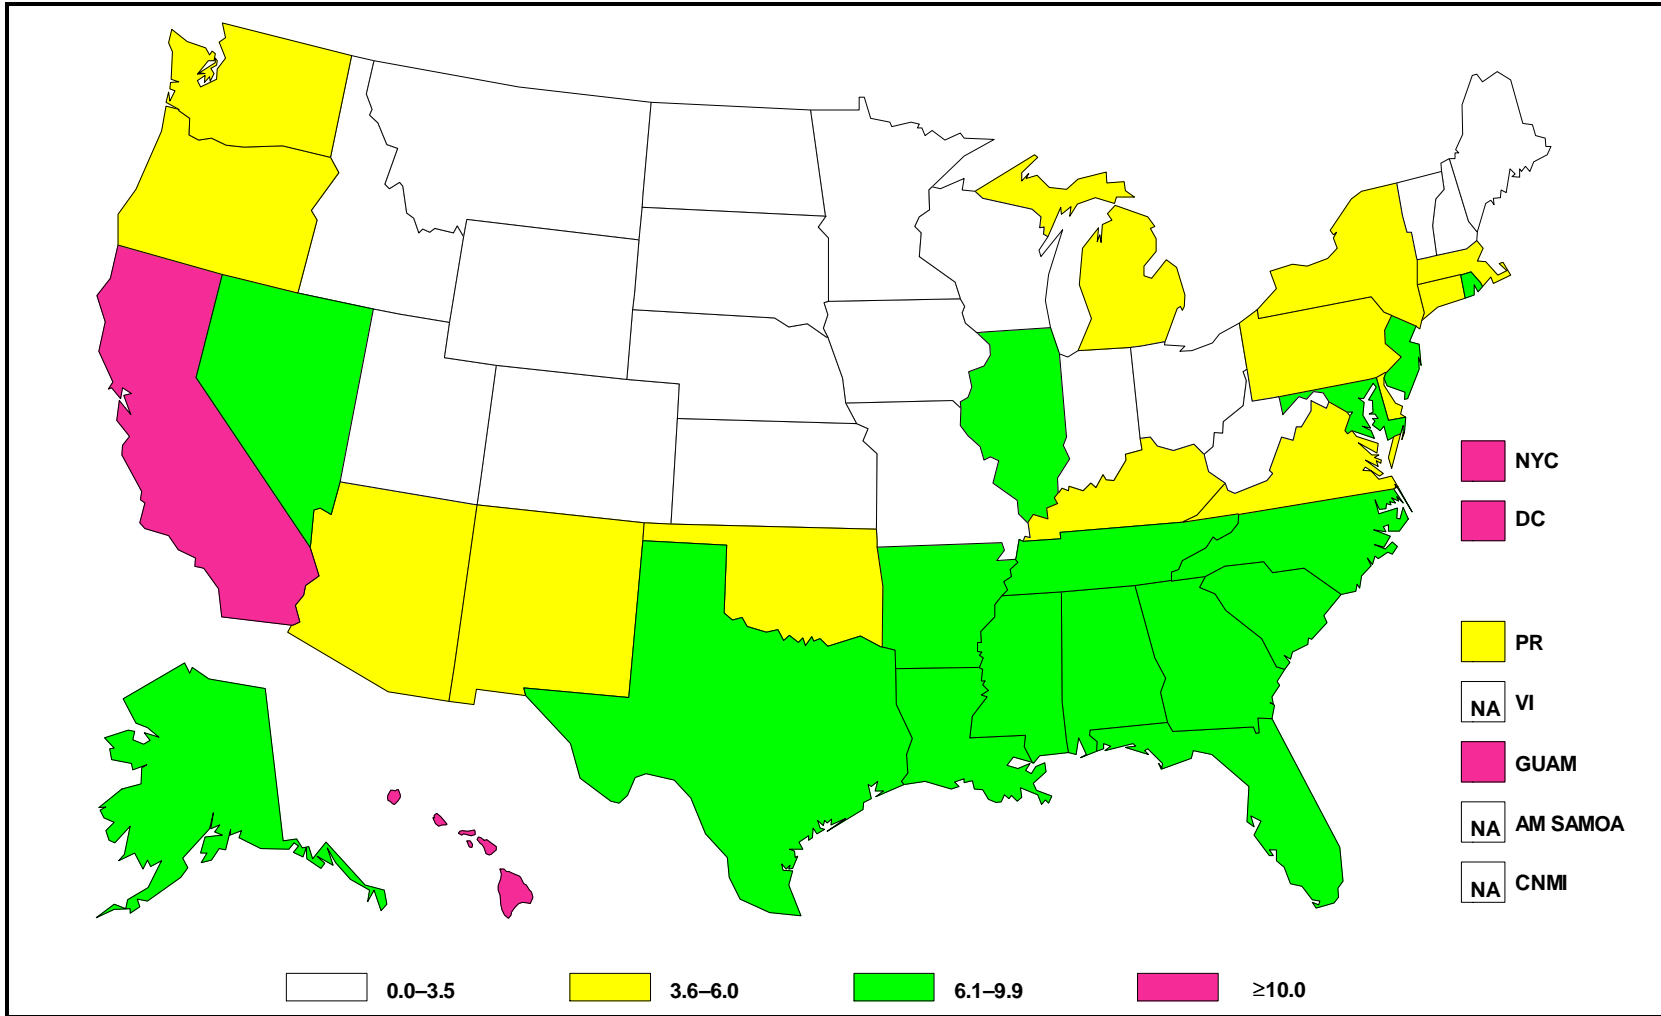 NYC
DC
PR
NA VI
GUAM
NA AM SAMOA
NA CNMI
0.0–3.5 3.6–6.0 6.1–9.9 ≥10.0